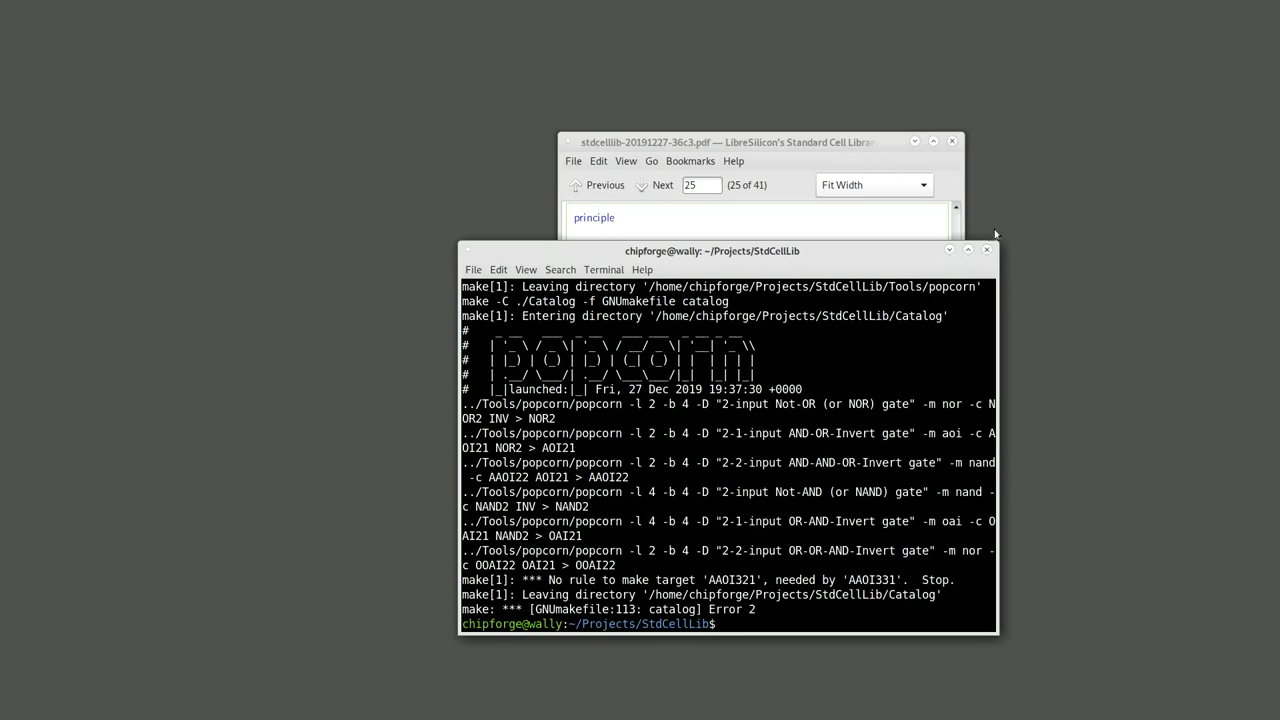 stdcelllib-20191227-36c3.pdf — LibreSilicon's Standard Cell Librar
File Edit View Go Bookmarks Help
Previous Next 25 (25 of 41) Fit Width
principle
chipforge@wally: ~/Projects/StdCellLib
File Edit View Search Terminal Help
make[1]: Leaving directory '/home/chipforge/Projects/StdCellLib/Tools/popcorn'
make -C ./Catalog -f GNUmakefile catalog
make[1]: Entering directory '/home/chipforge/Projects/StdCellLib/Catalog'
#    _ __   ___  _ __   ___ ___  _ __ _ __
#   | '_ \ / _ \| '_ \ / __/ _ \| '__| '_ \\
#   | |_) | (_) | |_) | (_( (_) | |  | | | |
#   | .__/ \___/| .__/ \___\___/|_|  |_| |_|
#   |_|launched:|_| Fri, 27 Dec 2019 19:37:30 +0000
../Tools/popcorn/popcorn -l 2 -b 4 -D "2-input Not-OR (or NOR) gate" -m nor -c N
OR2 INV > NOR2
../Tools/popcorn/popcorn -l 2 -b 4 -D "2-1-input AND-OR-Invert gate" -m aoi -c A
OI21 NOR2 > AOI21
../Tools/popcorn/popcorn -l 2 -b 4 -D "2-2-input AND-AND-OR-Invert gate" -m nand
-c AAOI22 AOI21 > AAOI22
../Tools/popcorn/popcorn -l 4 -b 4 -D "2-input Not-AND (or NAND) gate" -m nand -
c NAND2 INV > NAND2
../Tools/popcorn/popcorn -l 4 -b 4 -D "2-1-input OR-AND-Invert gate" -m oai -c O
AI21 NAND2 > OAI21
../Tools/popcorn/popcorn -l 2 -b 4 -D "2-2-input OR-OR-AND-Invert gate" -m nor -
c OOAI22 OAI21 > OOAI22
make[1]: *** No rule to make target 'AAOI321', needed by 'AAOI331'.  Stop.
make[1]: Leaving directory '/home/chipforge/Projects/StdCellLib/Catalog'
make: *** [GNUmakefile:113: catalog] Error 2
chipforge@wally:~/Projects/StdCellLib$